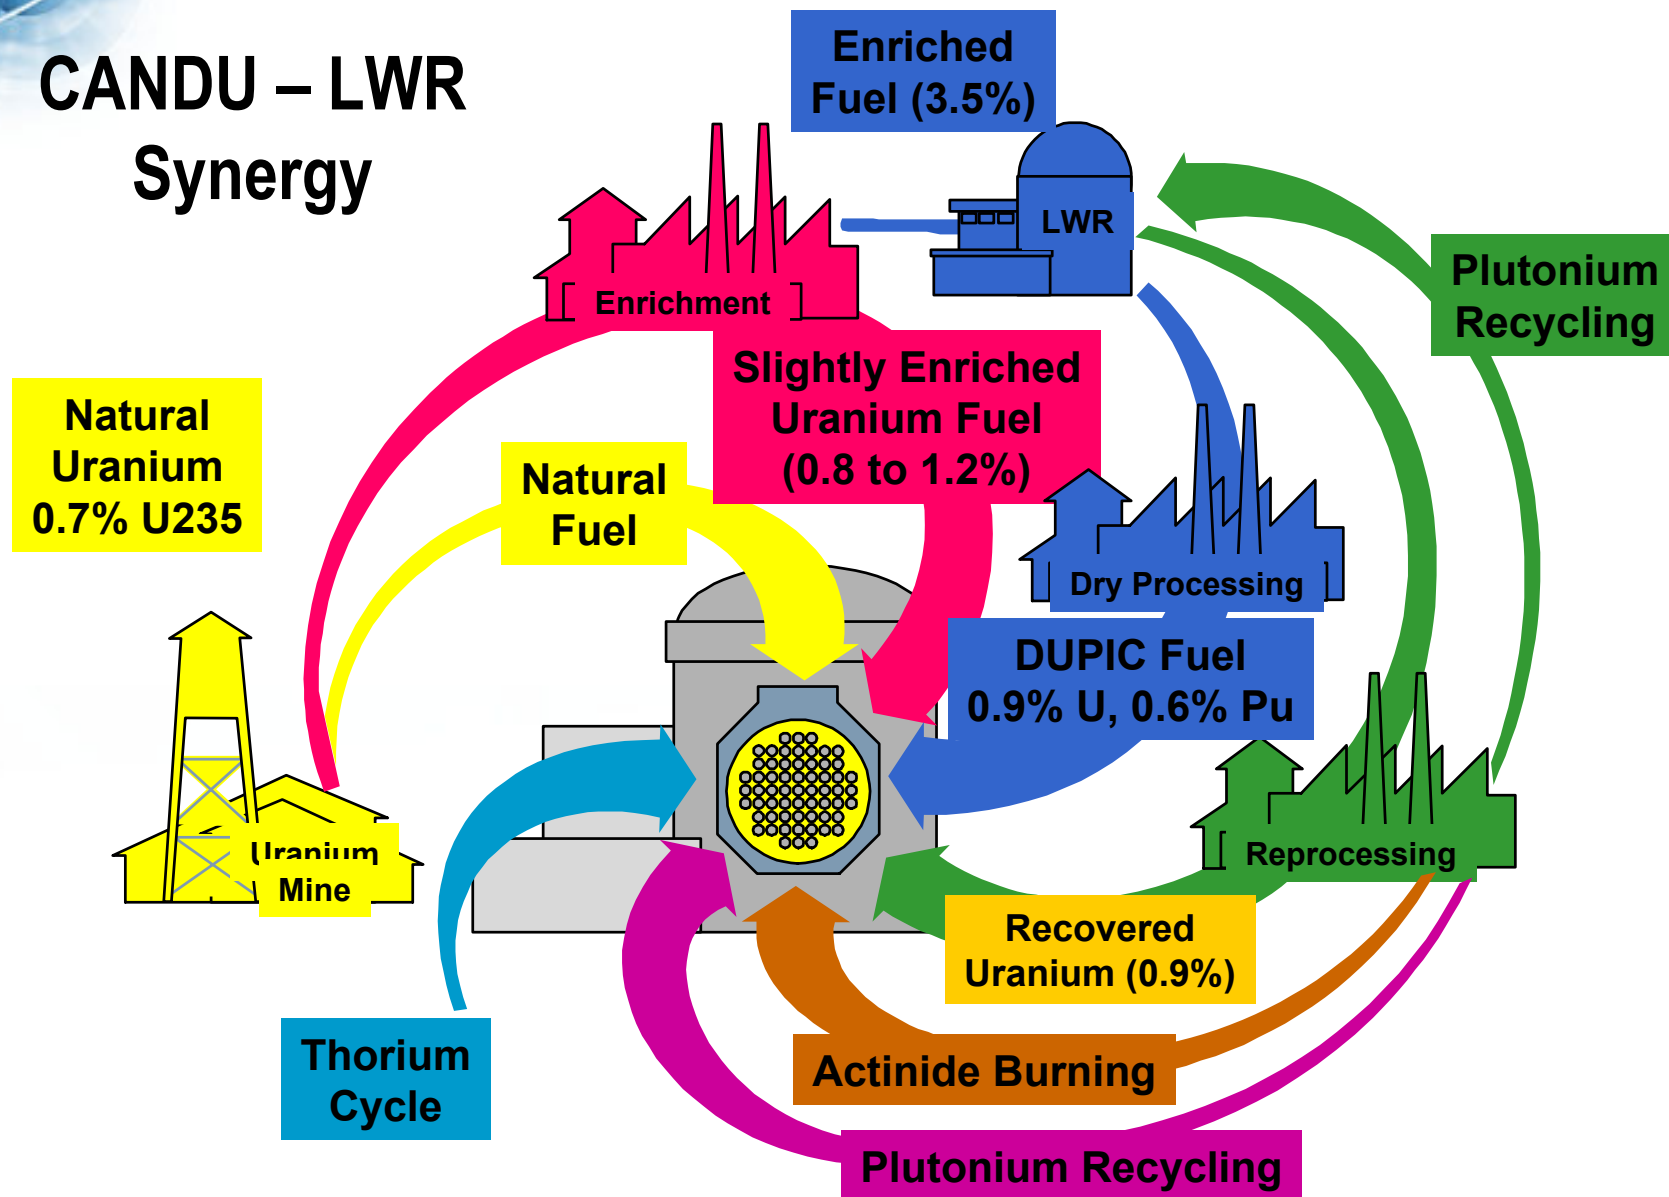 CANDU – LWR
Synergy
Enriched
Fuel (3.5%)
LWR
Enrichment
Plutonium
Recycling
Slightly Enriched
Uranium Fuel
(0.8 to 1.2%)
Natural
Uranium
0.7% U235
Natural
Fuel
Dry Processing
DUPIC Fuel
0.9% U, 0.6% Pu
Uranium
Mine
Reprocessing
Recovered
Uranium (0.9%)
Thorium
Cycle
Actinide Burning
Plutonium Recycling